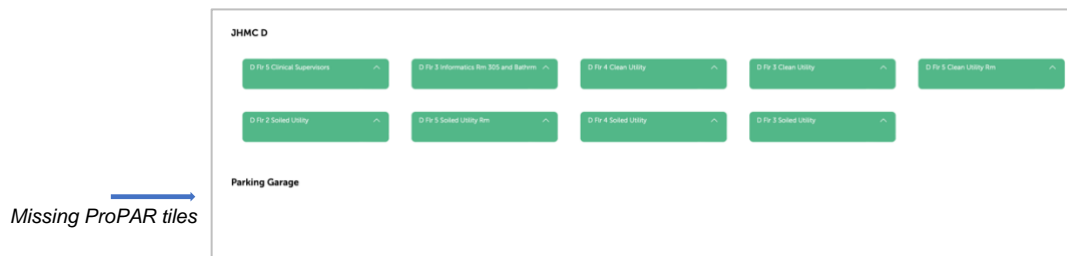 JHMC D
D Flr 5 Clinical Supervisors
D Flr 3 Informatics Rm 305 and Bathrm
D Flr 4 Clean Utility
D Flr 3 Clean Utility
D Flr 5 Clean Utility Rm
D Flr 2 Soiled Utility
D Flr 5 Soiled Utility Rm
D Flr 4 Soiled Utility
D Flr 3 Soiled Utility
Parking Garage
Missing ProPAR tiles